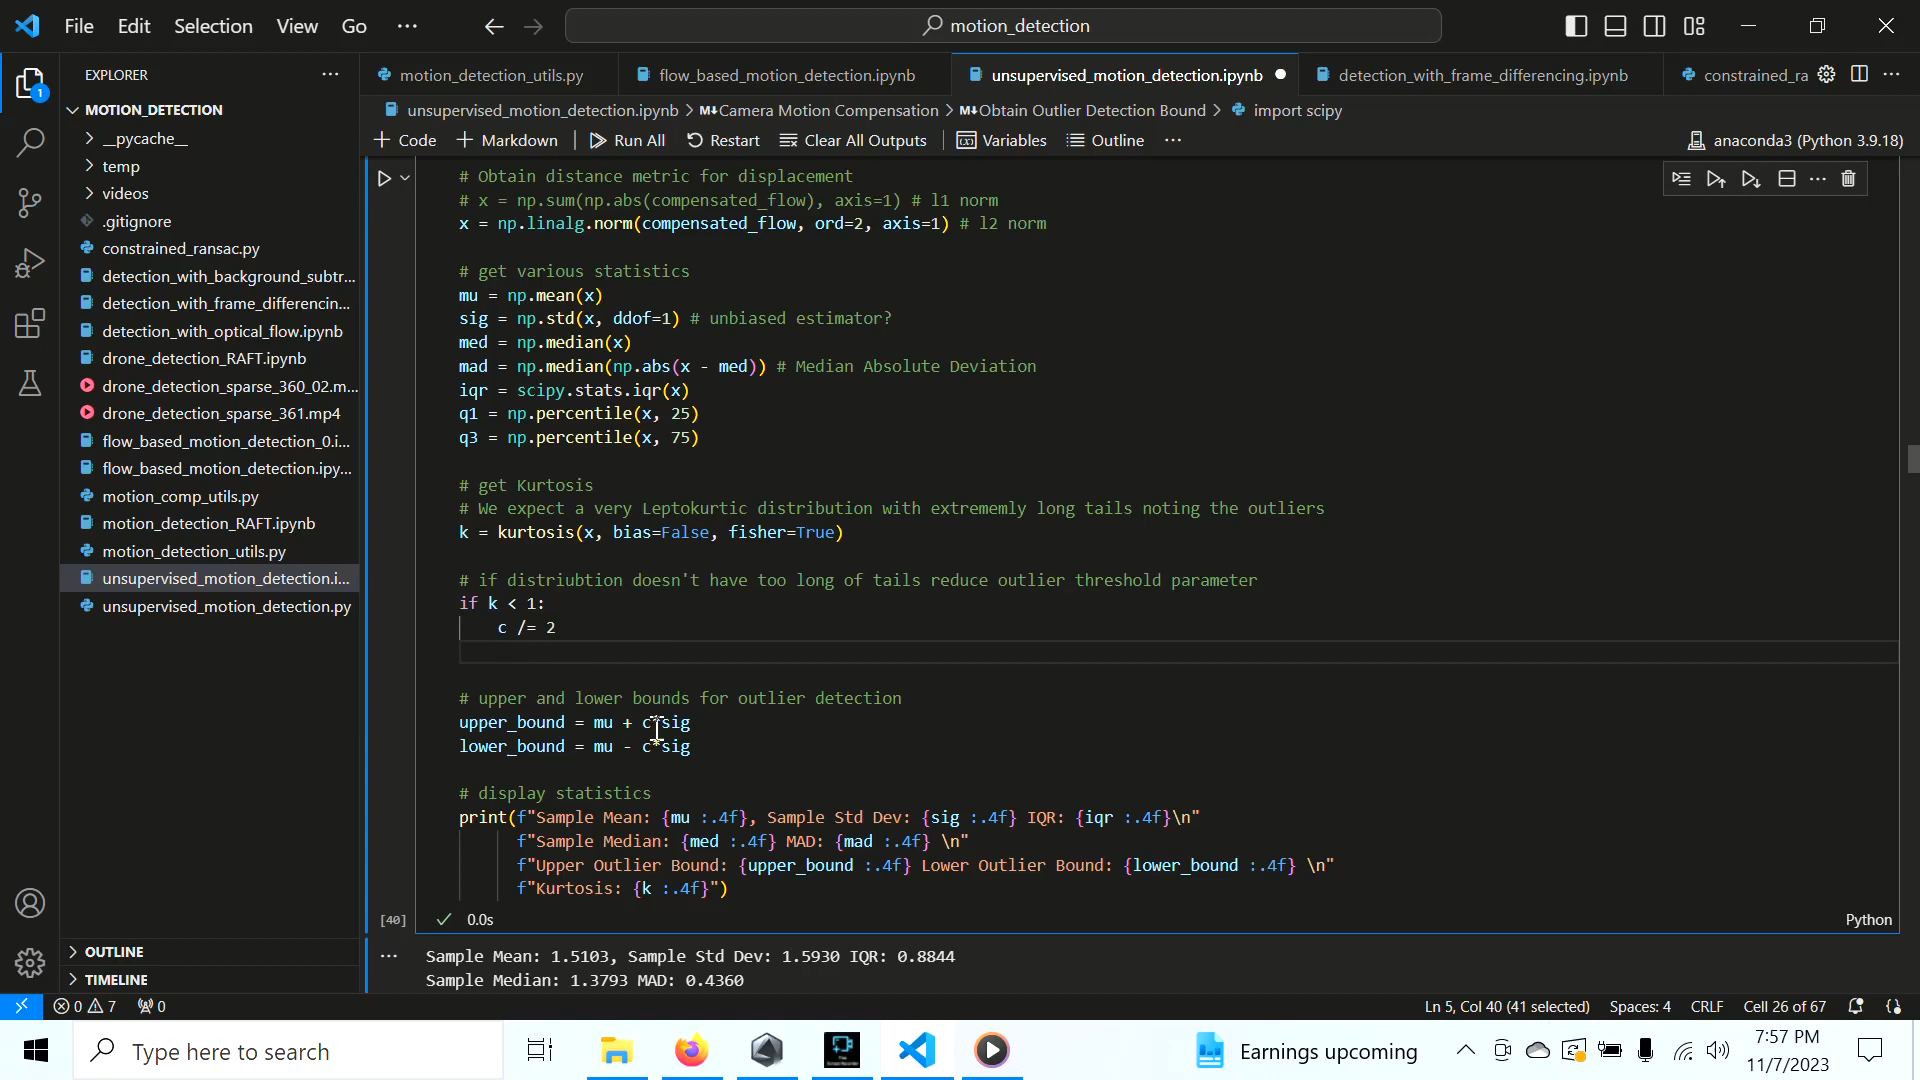 File Edit Selection View Go ···
motion_detection
EXPLORER ···
MOTION_DETECTION
__pycache__
temp
videos
.gitignore
constrained_ransac.py
detection_with_background_subtr...
detection_with_frame_differencin...
detection_with_optical_flow.ipynb
drone_detection_RAFT.ipynb
drone_detection_sparse_360_02.m...
drone_detection_sparse_361.mp4
flow_based_motion_detection_0.i...
flow_based_motion_detection.ipy...
motion_comp_utils.py
motion_detection_RAFT.ipynb
motion_detection_utils.py
unsupervised_motion_detection.i...
unsupervised_motion_detection.py
OUTLINE
TIMELINE
1
motion_detection_utils.py flow_based_motion_detection.ipynb unsupervised_motion_detection.ipynb detection_with_frame_differencing.ipynb constrained_ra ···
unsupervised_motion_detection.ipynb > M↓Camera Motion Compensation > M↓Obtain Outlier Detection Bound > import scipy
+ Code + Markdown Run All Restart Clear All Outputs Variables Outline ··· anaconda3 (Python 3.9.18)
# Obtain distance metric for displacement
# x = np.sum(np.abs(compensated_flow), axis=1) # l1 norm
x = np.linalg.norm(compensated_flow, ord=2, axis=1) # l2 norm
# get various statistics
mu = np.mean(x)
sig = np.std(x, ddof=1) # unbiased estimator?
med = np.median(x)
mad = np.median(np.abs(x - med)) # Median Absolute Deviation
iqr = scipy.stats.iqr(x)
q1 = np.percentile(x, 25)
q3 = np.percentile(x, 75)
# get Kurtosis
# We expect a very Leptokurtic distribution with extrememly long tails noting the outliers
k = kurtosis(x, bias=False, fisher=True)
# if distriubtion doesn't have too long of tails reduce outlier threshold parameter
if k < 1:
c /= 2
# upper and lower bounds for outlier detection
upper_bound = mu + c*sig
lower_bound = mu - c*sig
# display statistics
print(f"Sample Mean: {mu :.4f}, Sample Std Dev: {sig :.4f} IQR: {iqr :.4f}\n"
f"Sample Median: {med :.4f} MAD: {mad :.4f} \n"
f"Upper Outlier Bound: {upper_bound :.4f} Lower Outlier Bound: {lower_bound :.4f} \n"
f"Kurtosis: {k :.4f}")
[40] ✓ 0.0s Python
··· Sample Mean: 1.5103, Sample Std Dev: 1.5930 IQR: 0.8844
Sample Median: 1.3793 MAD: 0.4360
0 7 0 Ln 5, Col 40 (41 selected) Spaces: 4 CRLF Cell 26 of 67 {}
Type here to search Earnings upcoming 7:57 PM
11/7/2023